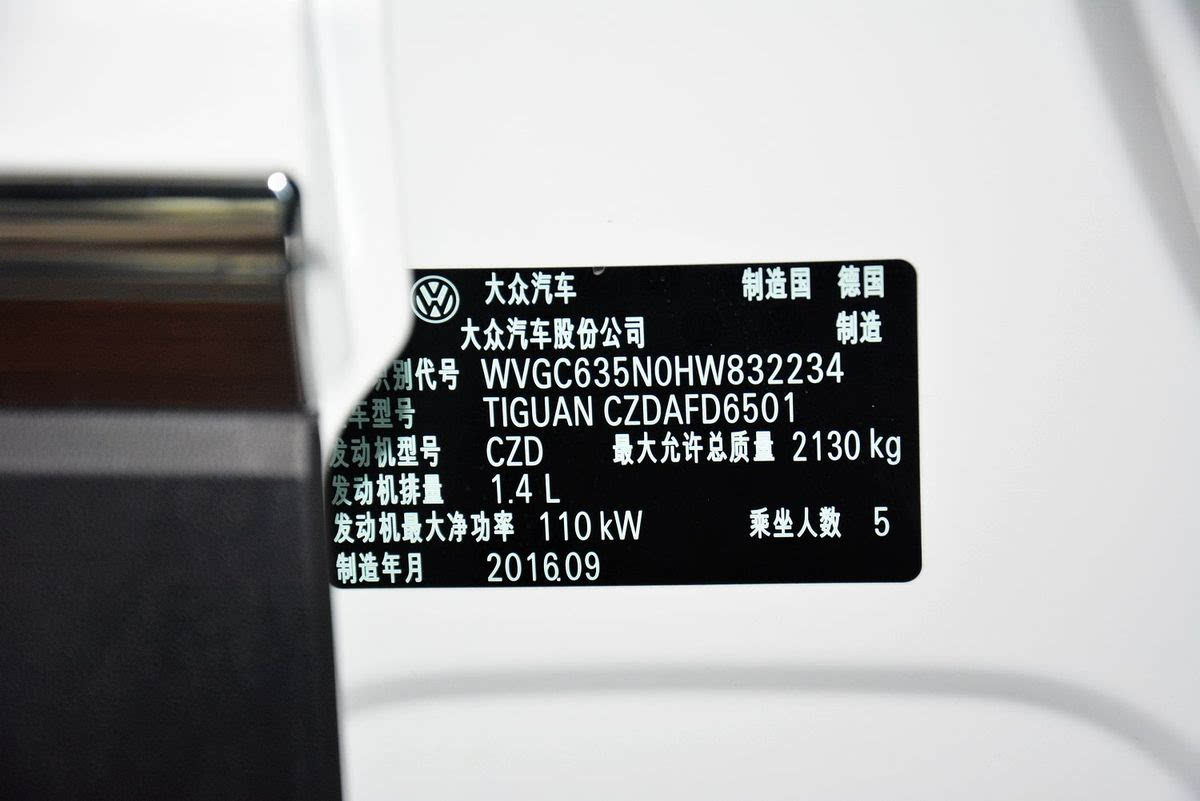 大众汽车 制造国 德国
大众汽车股份公司 制造
识别代号 WVGC635N0HW832234
车型号 TIGUAN CZDAFD6501
发动机型号 CZD 最大允许总质量 2130 kg
发动机排量 1.4 L
发动机最大净功率 110 kW 乘坐人数 5
制造年月 2016.09